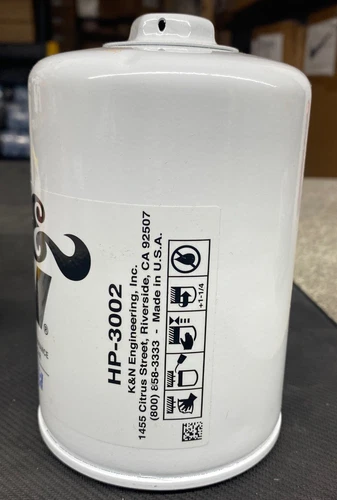 HP-3002
K&N Engineering, Inc.
1455 Citrus Street, Riverside, CA 92507
(800) 858-3333 - Made in U.S.A.
+1-1/4
&
N®